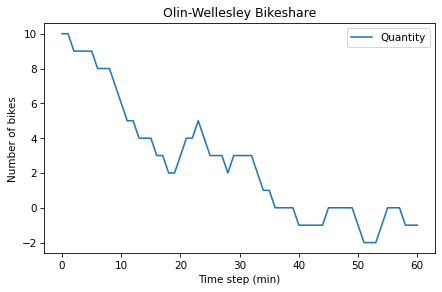 Olin-Wellesley Bikeshare
Quantity
Number of bikes
10
8
6
4
2
0
−2
0 10 20 30 40 50 60
Time step (min)